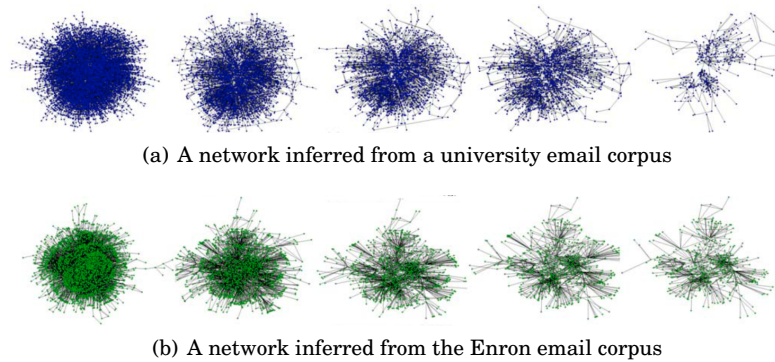 (a) A network inferred from a university email corpus
(b) A network inferred from the Enron email corpus